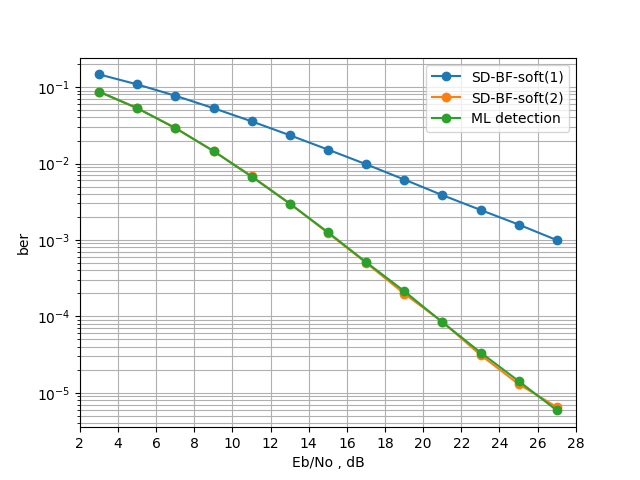 SD-BF-soft(1)
SD-BF-soft(2)
ML detection
10⁻¹
10⁻²
10⁻³
10⁻⁴
10⁻⁵
ber
2 4 6 8 10 12 14 16 18 20 22 24 26 28
Eb/No , dB